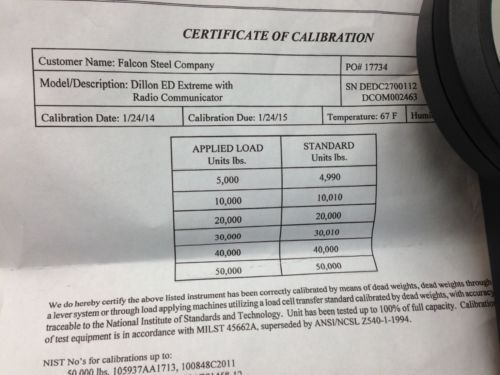 CERTIFICATE OF CALIBRATION
Customer Name: Falcon Steel Company
PO# 17734
Model/Description: Dillon ED Extreme with
Radio Communicator
SN DEDC2700112
DCOM002463
Calibration Date: 1/24/14
Calibration Due: 1/24/15
Temperature: 67 F
APPLIED LOAD STANDARD
Units lbs. Units lbs.
5,000 4,990
10,000 10,010
20,000 20,000
30,000 30,010
40,000 40,000
50,000 50,000
We do hereby certify the above listed instrument has been correctly calibrated by means of dead weights, dead weights through
a lever system or through load applying machines utilizing a load cell transfer standard calibrated by dead weights, with accuracy
traceable to the National Institute of Standards and Technology. Unit has been tested up to 100% of full capacity. Calibration
of test equipment is in accordance with MILST 45662A, superseded by ANSI/NCSL Z540-1-1994.
NIST No's for calibrations up to:
50,000 lbs. 105937AA1713, 100848C2011